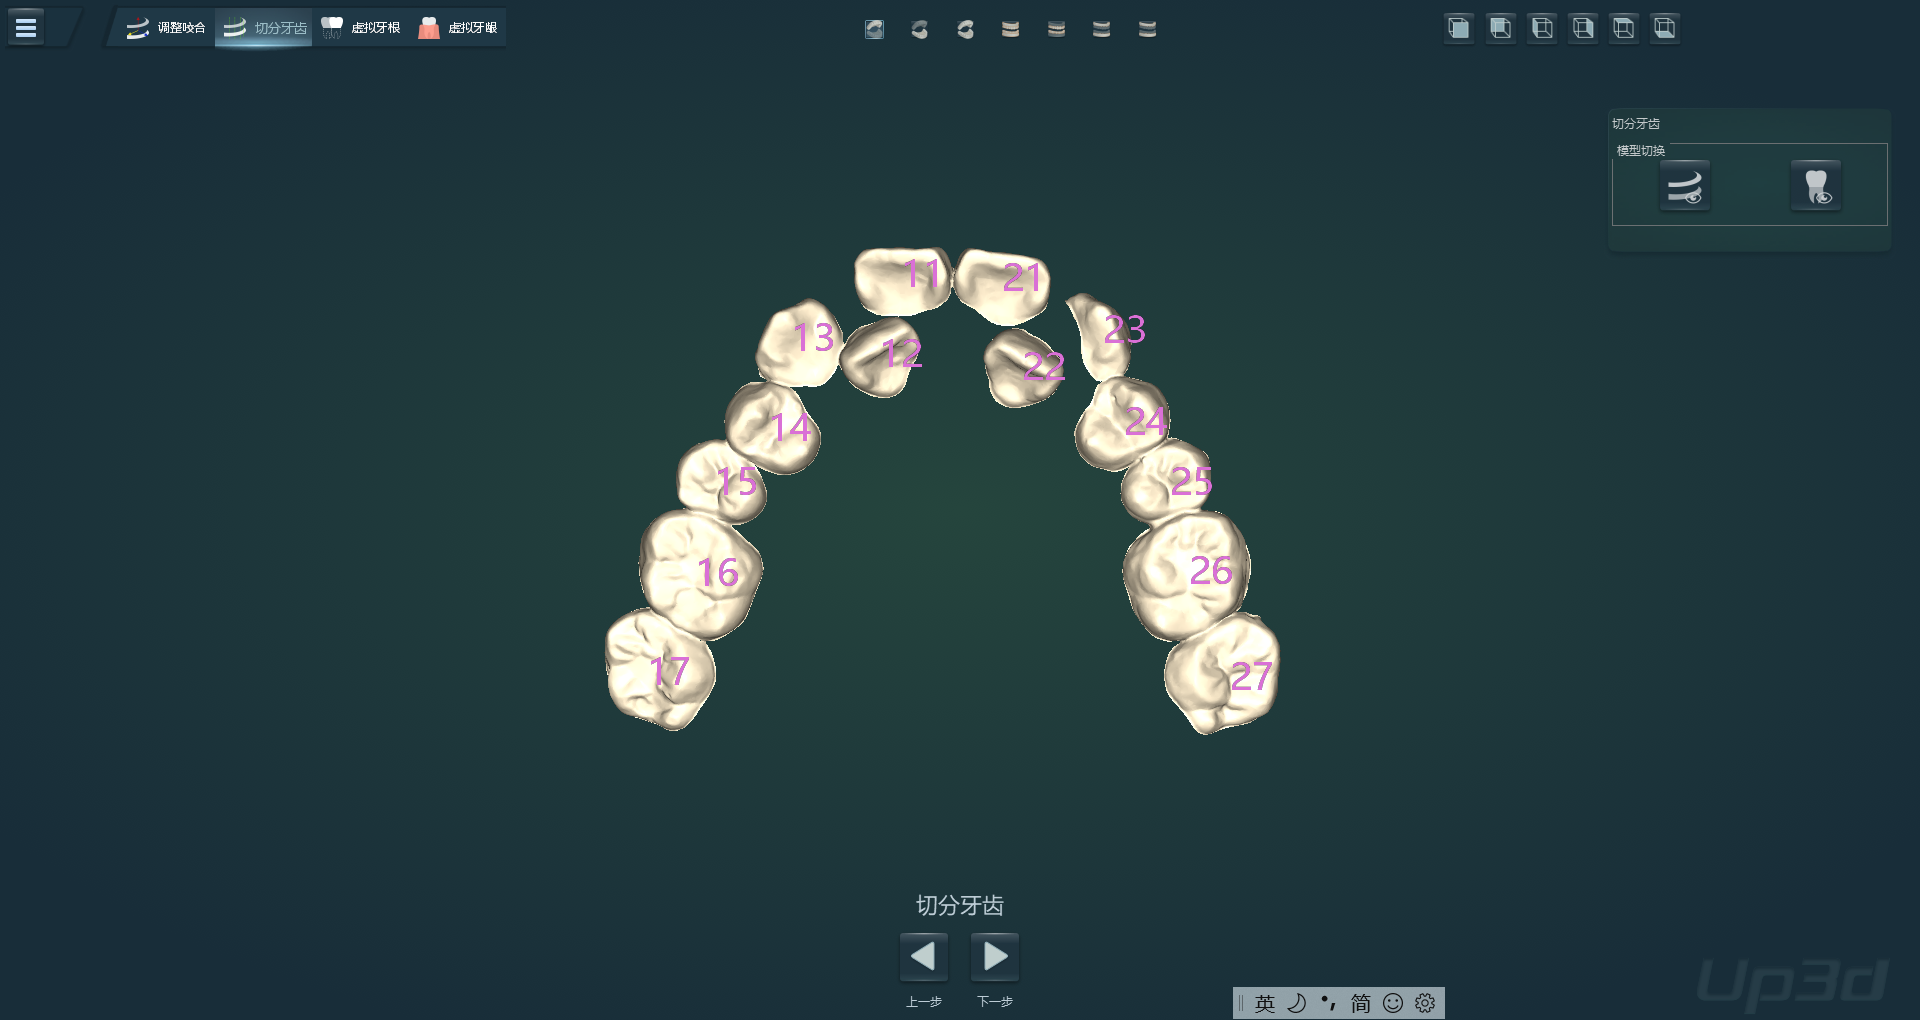 调整咬合 切分牙齿 虚拟牙根 虚拟牙龈
切分牙齿
模型切换
11 21
13 12 22 23
14 24
15 25
16 26
17 27
切分牙齿
上一步 下一步
英 简
Up3d